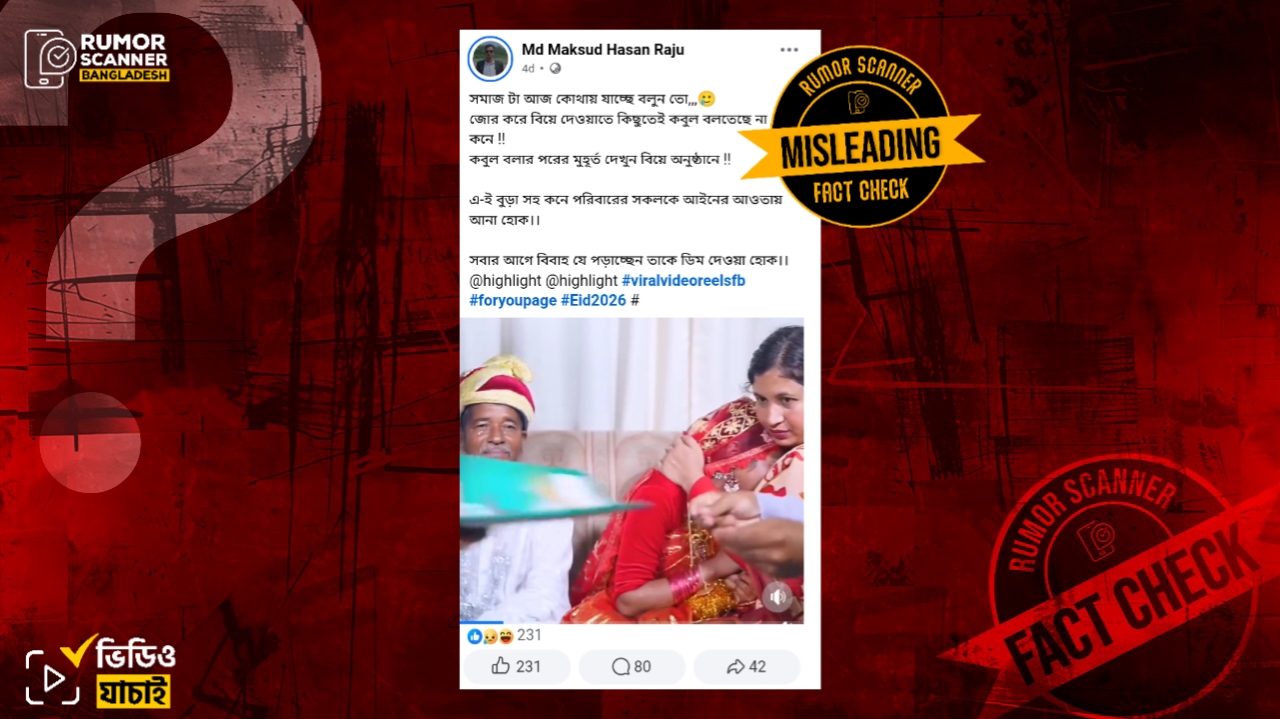 RUMOR
SCANNER
BANGLADESH
Md Maksud Hasan Raju
4d
সমাজ টা আজ কোথায় যাচ্ছে বলুন তো,,,🥲
জোর করে বিয়ে দেওয়াতে কিছুতেই কবুল বলতেছে না
কনে !!
কবুল বলার পরের মুহূর্ত দেখুন বিয়ে অনুষ্ঠানে !!
এ-ই বুড়া সহ কনে পরিবারের সকলকে আইনের আওতায়
আনা হোক।।
সবার আগে বিবাহ যে পড়াচ্ছেন তাকে ডিম দেওয়া হোক।।
@highlight @highlight #viralvideoreelsfb
#foryoupage #Eid2026 #
231
231
80
42
RUMOR SCANNER
MISLEADING
FACT CHECK
RUMOR SCANNER
FACT CHECK
ভিডিও
যাচাই